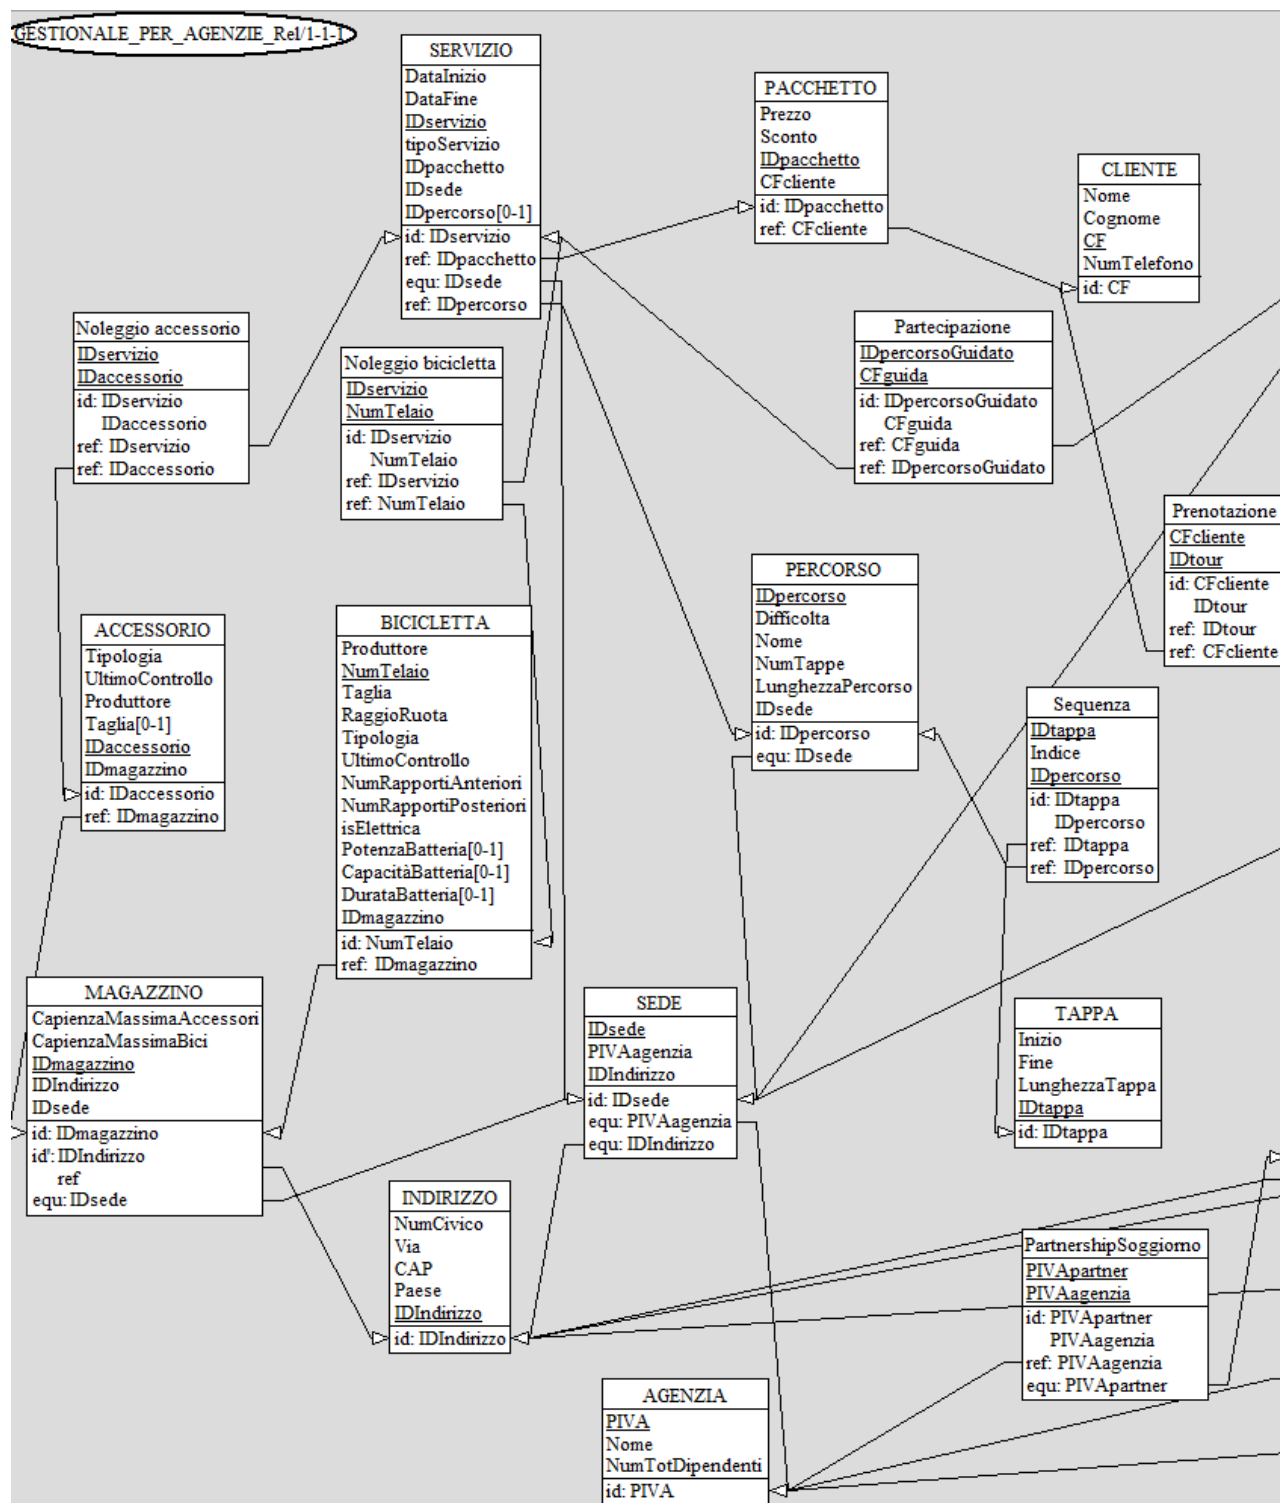 GESTIONALE_PER_AGENZIE_Rel/1-1-1
SERVIZIO
DataInizio
DataFine
IDservizio
tipoServizio
IDpacchetto
IDsede
IDpercorso[0-1]
id: IDservizio
ref: IDpacchetto
equ: IDsede
ref: IDpercorso
PACCHETTO
Prezzo
Sconto
IDpacchetto
CFcliente
id: IDpacchetto
ref: CFcliente
CLIENTE
Nome
Cognome
CF
NumTelefono
id: CF
Noleggio accessorio
IDservizio
IDaccessorio
id: IDservizio
IDaccessorio
ref: IDservizio
ref: IDaccessorio
Noleggio bicicletta
IDservizio
NumTelaio
id: IDservizio
NumTelaio
ref: IDservizio
ref: NumTelaio
Partecipazione
IDpercorsoGuidato
CFguida
id: IDpercorsoGuidato
CFguida
ref: CFguida
ref: IDpercorsoGuidato
Prenotazione
CFcliente
IDtour
id: CFcliente
IDtour
ref: IDtour
ref: CFcliente
ACCESSORIO
Tipologia
UltimoControllo
Produttore
Taglia[0-1]
IDaccessorio
IDmagazzino
id: IDaccessorio
ref: IDmagazzino
BICICLETTA
Produttore
NumTelaio
Taglia
RaggioRuota
Tipologia
UltimoControllo
NumRapportiAnteriori
NumRapportiPosteriori
isElettrica
PotenzaBatteria[0-1]
CapacitàBatteria[0-1]
DurataBatteria[0-1]
IDmagazzino
id: NumTelaio
ref: IDmagazzino
PERCORSO
IDpercorso
Difficolta
Nome
NumTappe
LunghezzaPercorso
IDsede
id: IDpercorso
equ: IDsede
Sequenza
IDtappa
Indice
IDpercorso
id: IDtappa
IDpercorso
ref: IDtappa
ref: IDpercorso
MAGAZZINO
CapienzaMassimaAccessori
CapienzaMassimaBici
IDmagazzino
IDIndirizzo
IDsede
id: IDmagazzino
id': IDIndirizzo
ref
equ: IDsede
SEDE
IDsede
PIVAagenzia
IDIndirizzo
id: IDsede
equ: PIVAagenzia
equ: IDIndirizzo
TAPPA
Inizio
Fine
LunghezzaTappa
IDtappa
id: IDtappa
INDIRIZZO
NumCivico
Via
CAP
Paese
IDIndirizzo
id: IDIndirizzo
PartnershipSoggiorno
PIVApartner
PIVAagenzia
id: PIVApartner
PIVAagenzia
ref: PIVAagenzia
equ: PIVApartner
AGENZIA
PIVA
Nome
NumTotDipendenti
id: PIVA